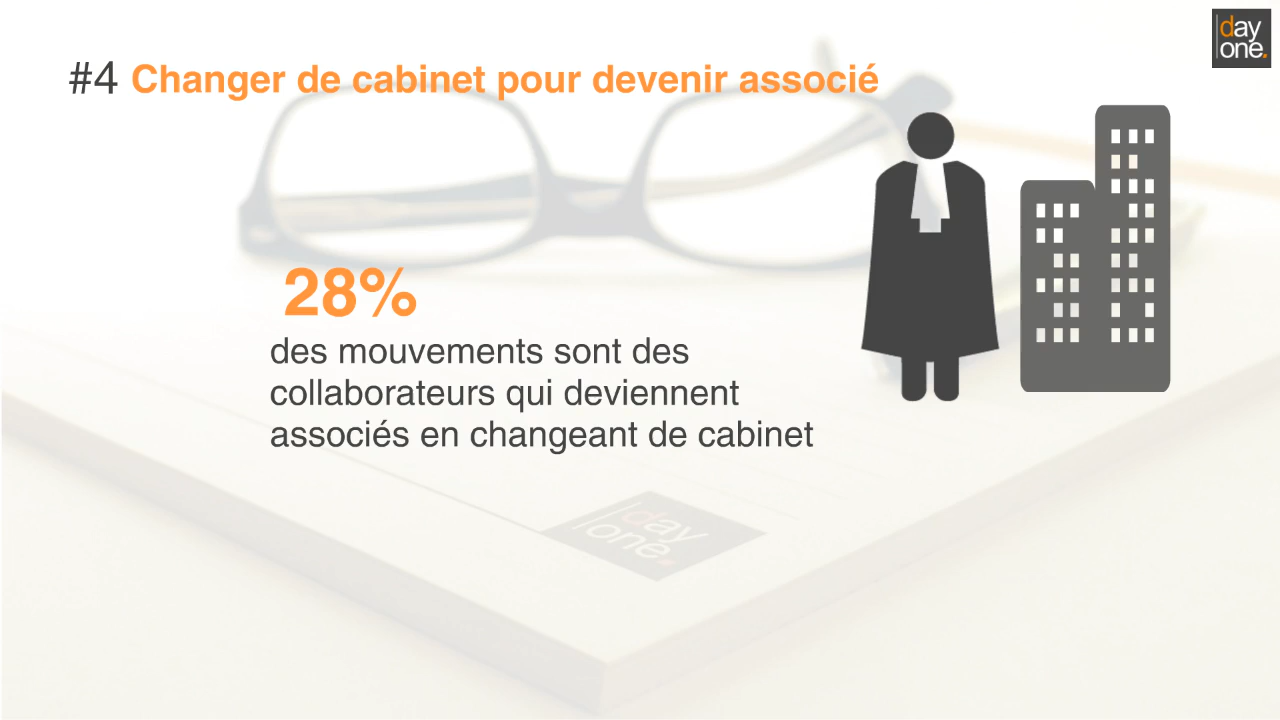 day
one.
#4 Changer de cabinet pour devenir associé
28%
des mouvements sont des
collaborateurs qui deviennent
associés en changeant de cabinet
day
one.